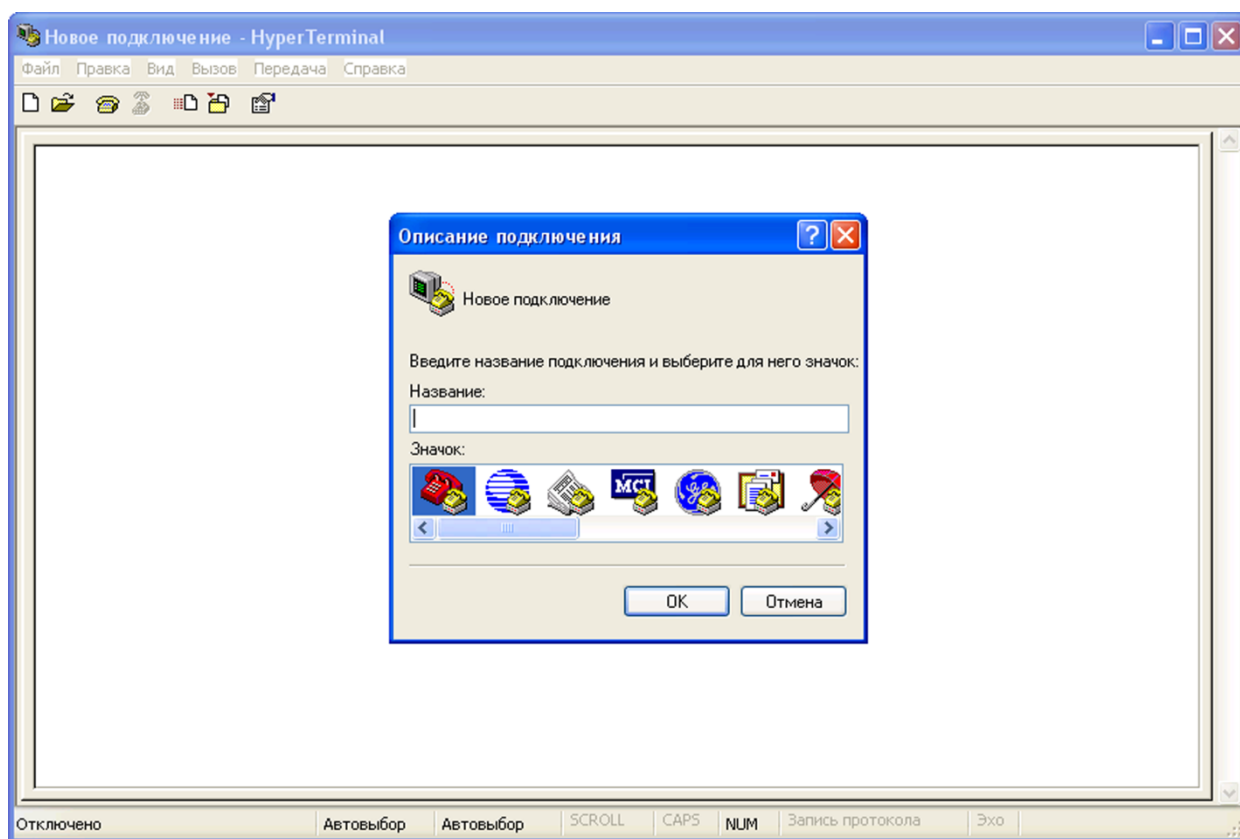 Новое подключение - HyperTerminal
Файл Правка Вид Вызов Передача Справка
Описание подключения
Новое подключение
Введите название подключения и выберите для него значок:
Название:
Значок:
MCI
OK Отмена
Отключено Автовыбор Автовыбор SCROLL CAPS NUM Запись протокола Эхо